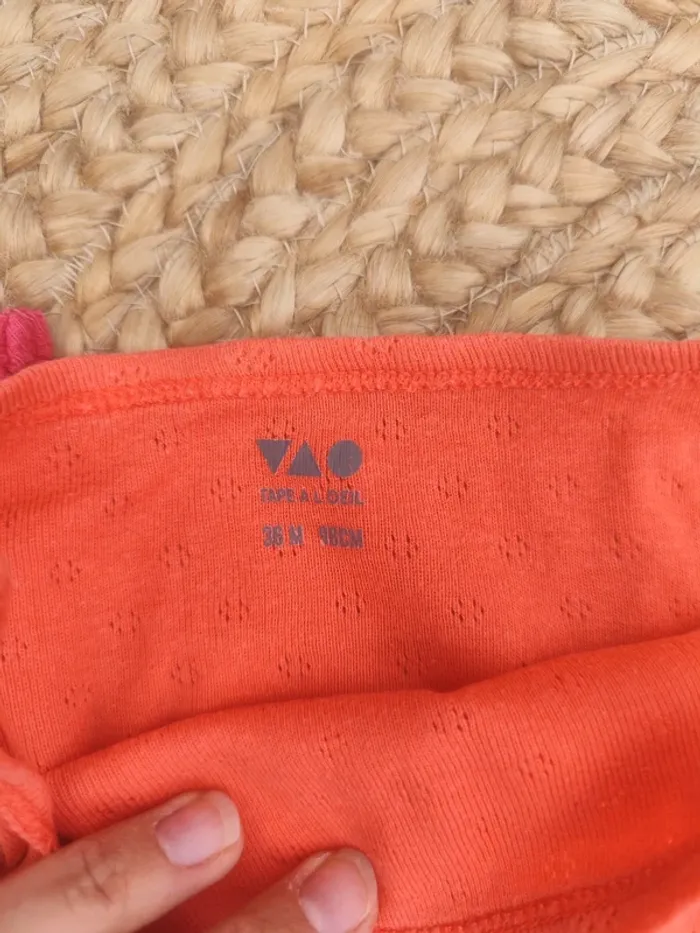 TAPE A L'OEIL
36 M 98CM